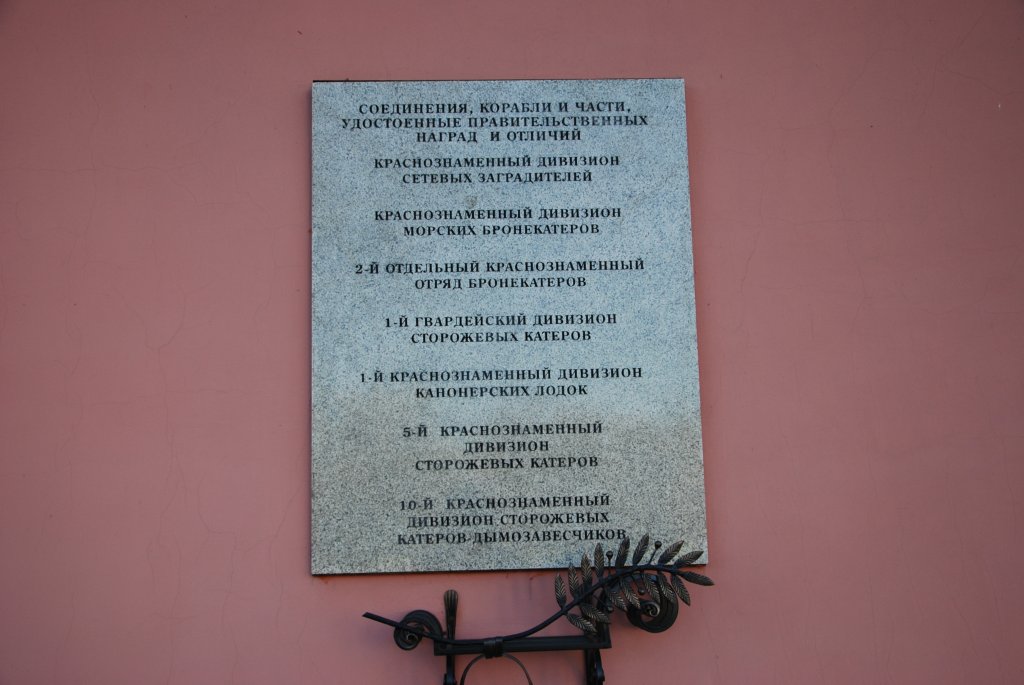 СОЕДИНЕНИЯ, КОРАБЛИ И ЧАСТИ,
УДОСТОЕННЫЕ ПРАВИТЕЛЬСТВЕННЫХ
НАГРАД И ОТЛИЧИЙ
КРАСНОЗНАМЕННЫЙ ДИВИЗИОН
СЕТЕВЫХ ЗАГРАДИТЕЛЕЙ
КРАСНОЗНАМЕННЫЙ ДИВИЗИОН
МОРСКИХ БРОНЕКАТЕРОВ
2-Й ОТДЕЛЬНЫЙ КРАСНОЗНАМЕННЫЙ
ОТРЯД БРОНЕКАТЕРОВ
1-Й ГВАРДЕЙСКИЙ ДИВИЗИОН
СТОРОЖЕВЫХ КАТЕРОВ
1-Й КРАСНОЗНАМЕННЫЙ ДИВИЗИОН
КАНОНЕРСКИХ ЛОДОК
5-Й КРАСНОЗНАМЕННЫЙ
ДИВИЗИОН
СТОРОЖЕВЫХ КАТЕРОВ
10-Й КРАСНОЗНАМЕННЫЙ
ДИВИЗИОН СТОРОЖЕВЫХ
КАТЕРОВ-ДЫМОЗАВЕСЧИКОВ